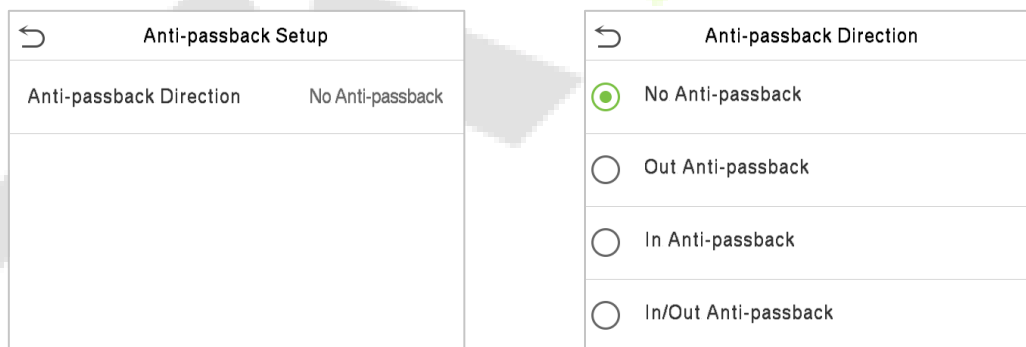 Anti-passback Setup
Anti-passback Direction No Anti-passback
Anti-passback Direction
No Anti-passback
Out Anti-passback
In Anti-passback
In/Out Anti-passback